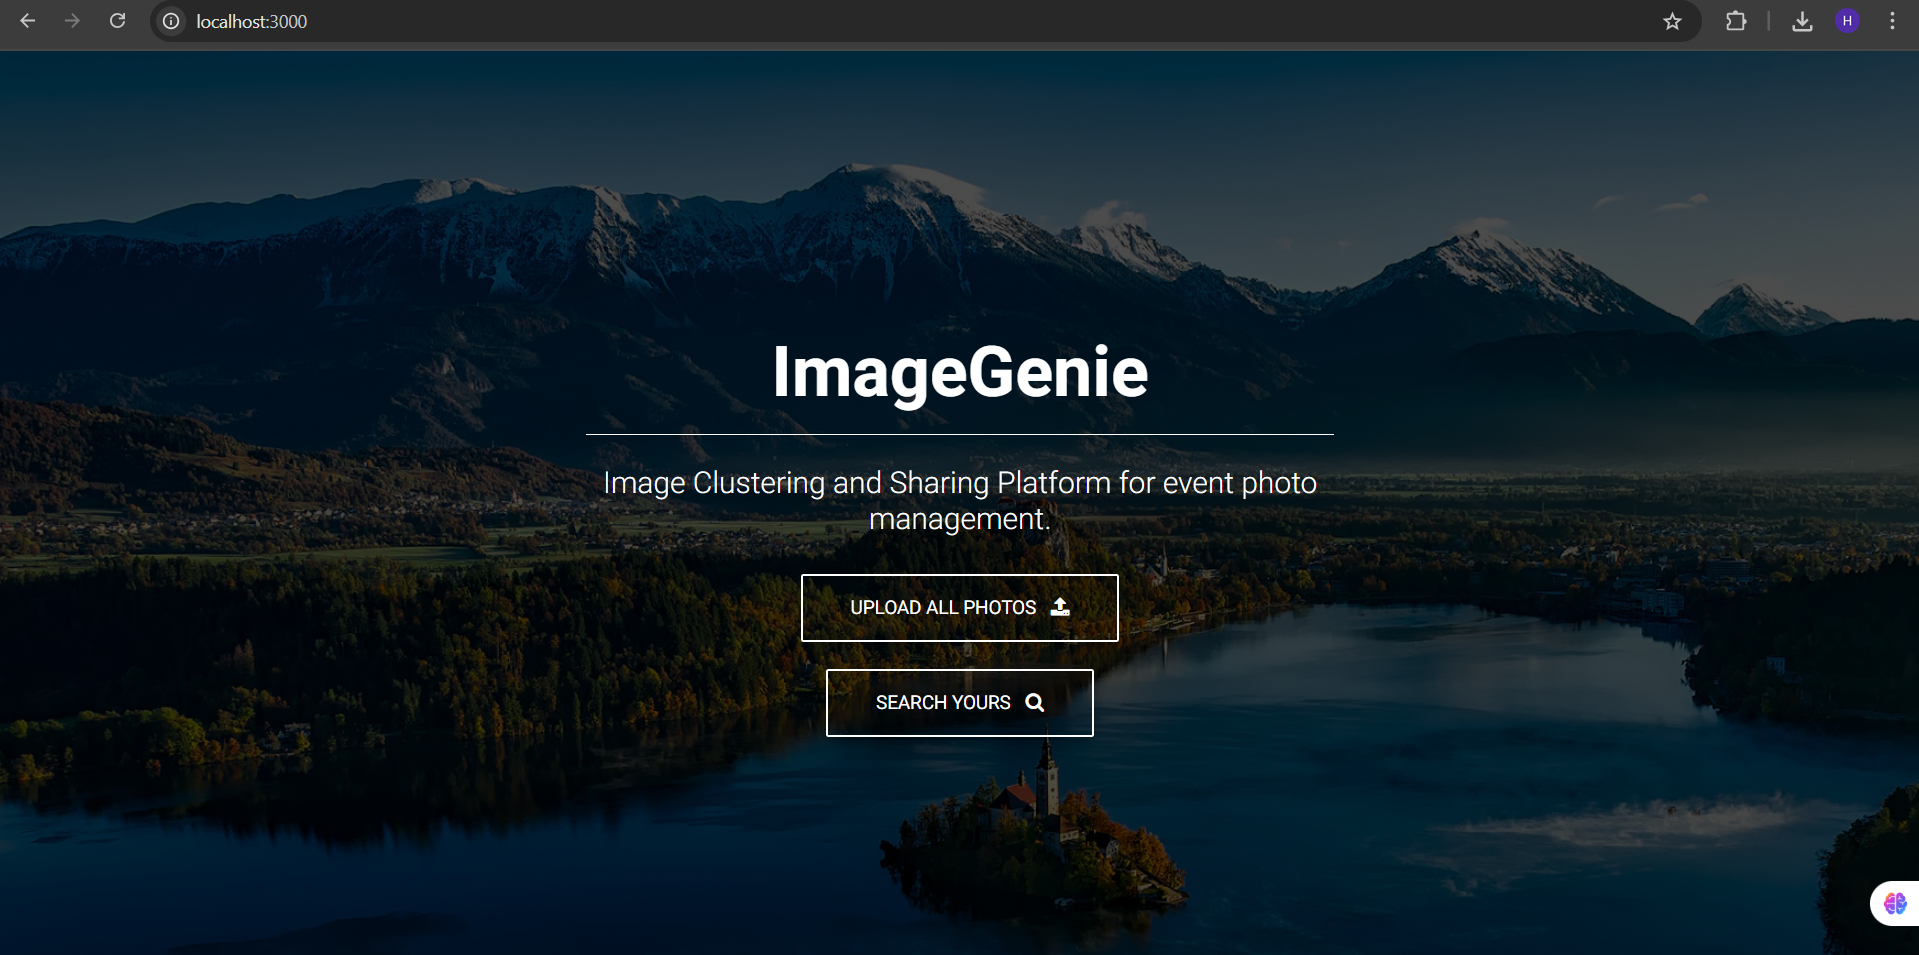 localhost:3000
H
ImageGenie
Image Clustering and Sharing Platform for event photo
management.
UPLOAD ALL PHOTOS
SEARCH YOURS